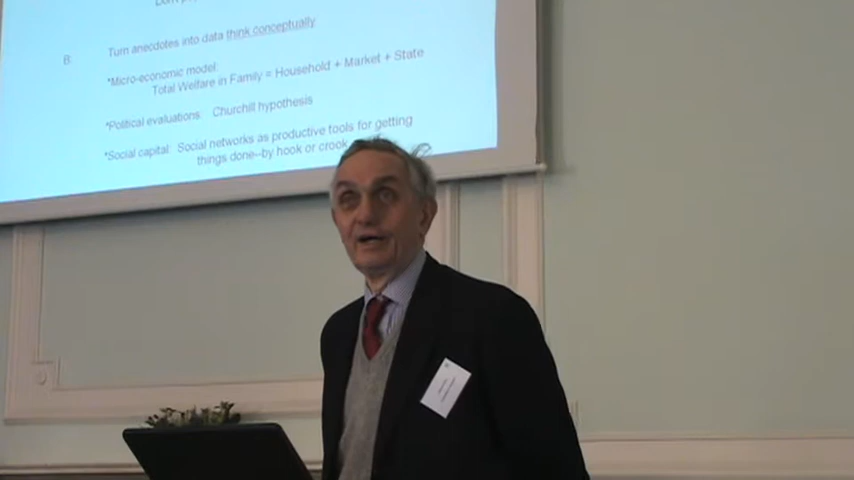 B.
Turn anecdotes into data think conceptually
*Micro-economic model:
Total Welfare in Family = Household + Market + State
*Political evaluations: Churchill hypothesis
*Social capital: Social networks as productive tools for getting
things done--by hook or crook